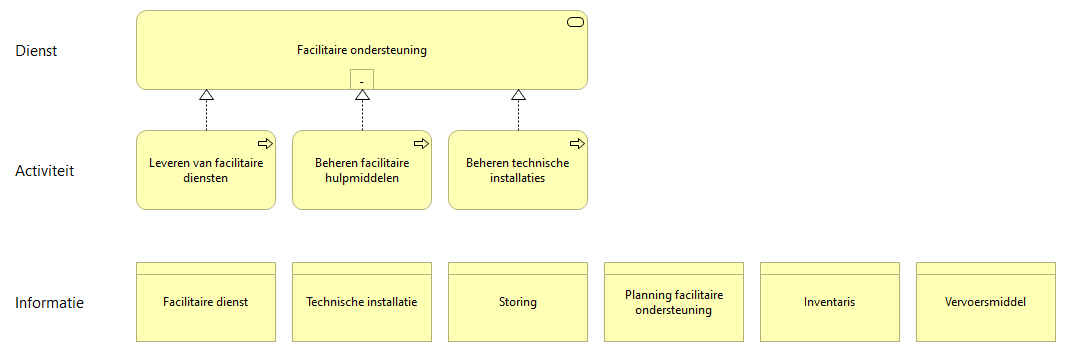 Dienst
Facilitaire ondersteuning
-
Activiteit
Leveren van facilitaire
diensten
Beheren facilitaire
hulpmiddelen
Beheren technische
installaties
Informatie
Facilitaire dienst
Technische installatie
Storing
Planning facilitaire
ondersteuning
Inventaris
Vervoersmiddel